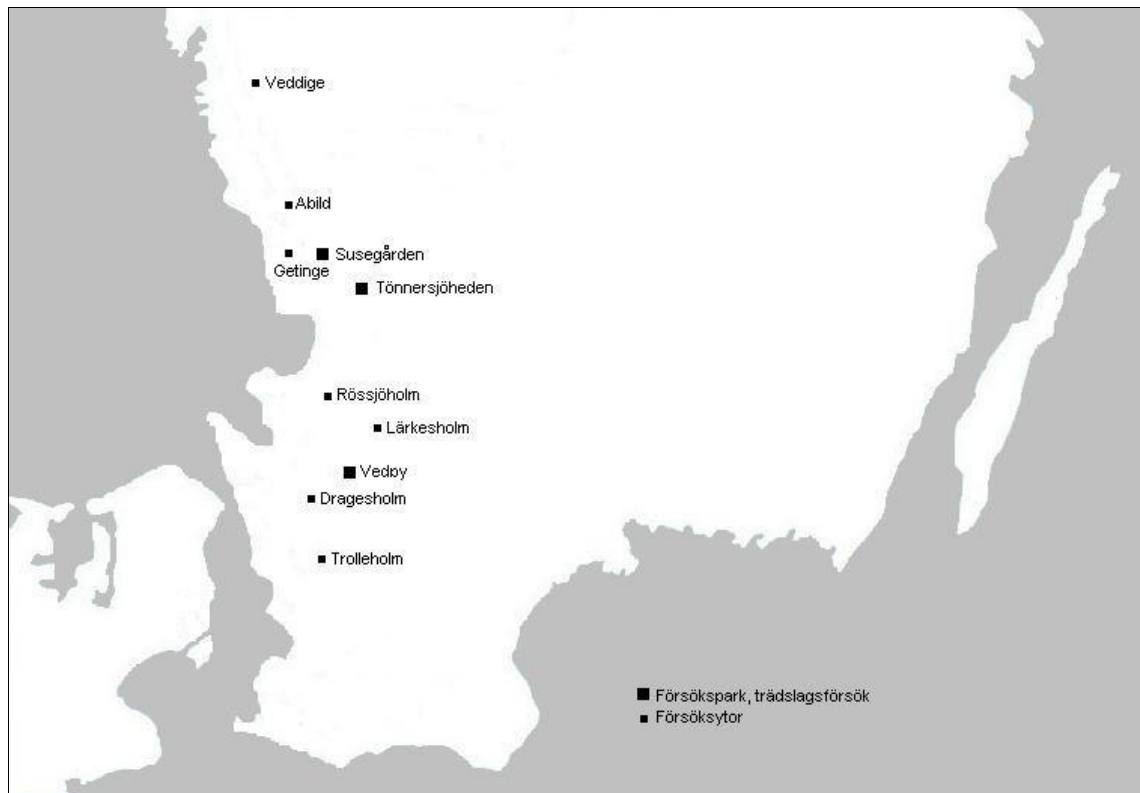 Veddige
Abild
Susegården
Getinge
Tönnersjöheden
Rössjöholm
Lärkesholm
Vedby
Dragesholm
Trolleholm
Försökspark, trädslagsförsök
Försöksytor